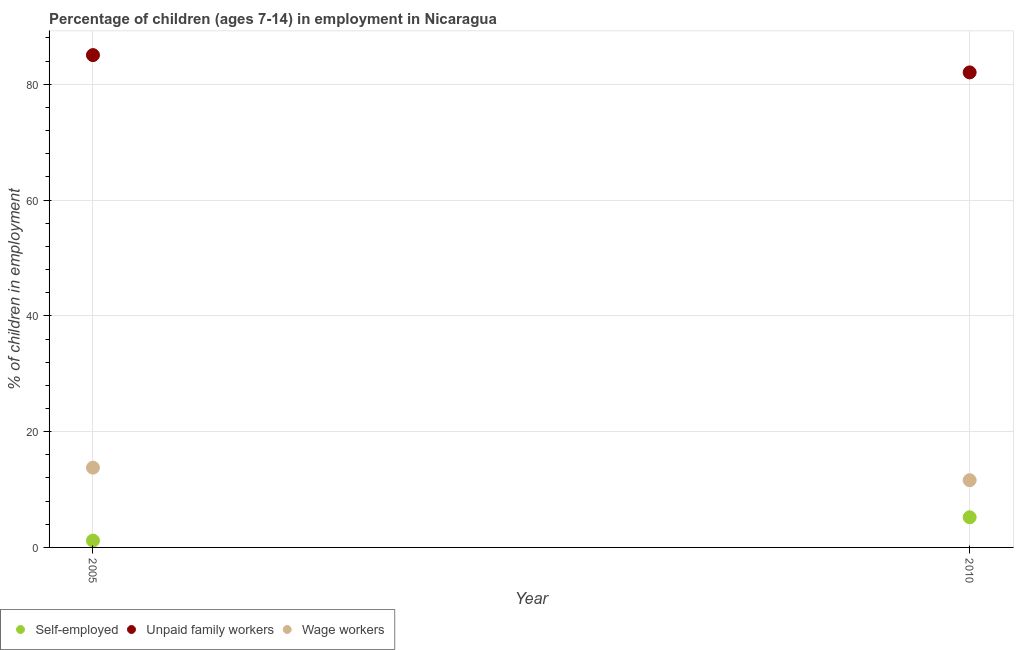 Percentage of children (ages 7-14) in employment in Nicaragua
% of children in employment
80
60
40
20
0
2005
2010
Year
Self-employed
Unpaid family workers
Wage workers